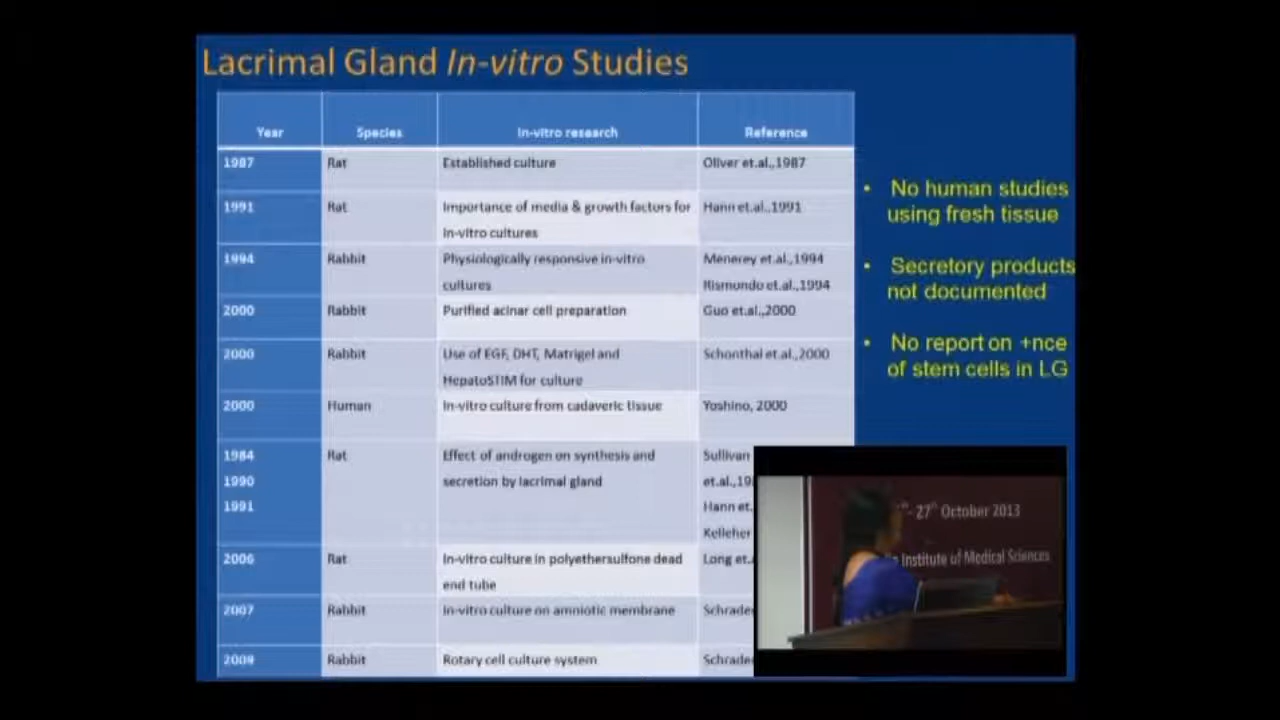 Lacrimal Gland In-vitro Studies
Year Species In-vitro research Reference
1987 Rat Established culture Oliver et.al.,1987
1991 Rat Importance of media & growth factors for Hann et.al.,1991
in-vitro cultures
1994 Rabbit Physiologically responsive in-vitro Menerey et.al.,1994
cultures Rismondo et.al.,1994
2000 Rabbit Purified acinar cell preparation Guo et.al.,2000
2000 Rabbit Use of EGF, DHT, Matrigel and Schonthal et.al.,2000
HepatoSTIM for culture
2000 Human In-vitro culture from cadaveric tissue Yoshino, 2000
1984 Rat Effect of androgen on synthesis and Sullivan
1990 secretion by lacrimal gland et.al.,19
1991 Hann et.
Kelleher
2006 Rat In-vitro culture in polyethersulfone dead Long et.
end tube
2007 Rabbit In-vitro culture on amniotic membrane Schrade
2009 Rabbit Rotary cell culture system Schrade
• No human studies
using fresh tissue
• Secretory products
not documented
• No report on +nce
of stem cells in LG
th- 27th October 2013
Institute of Medical Sciences